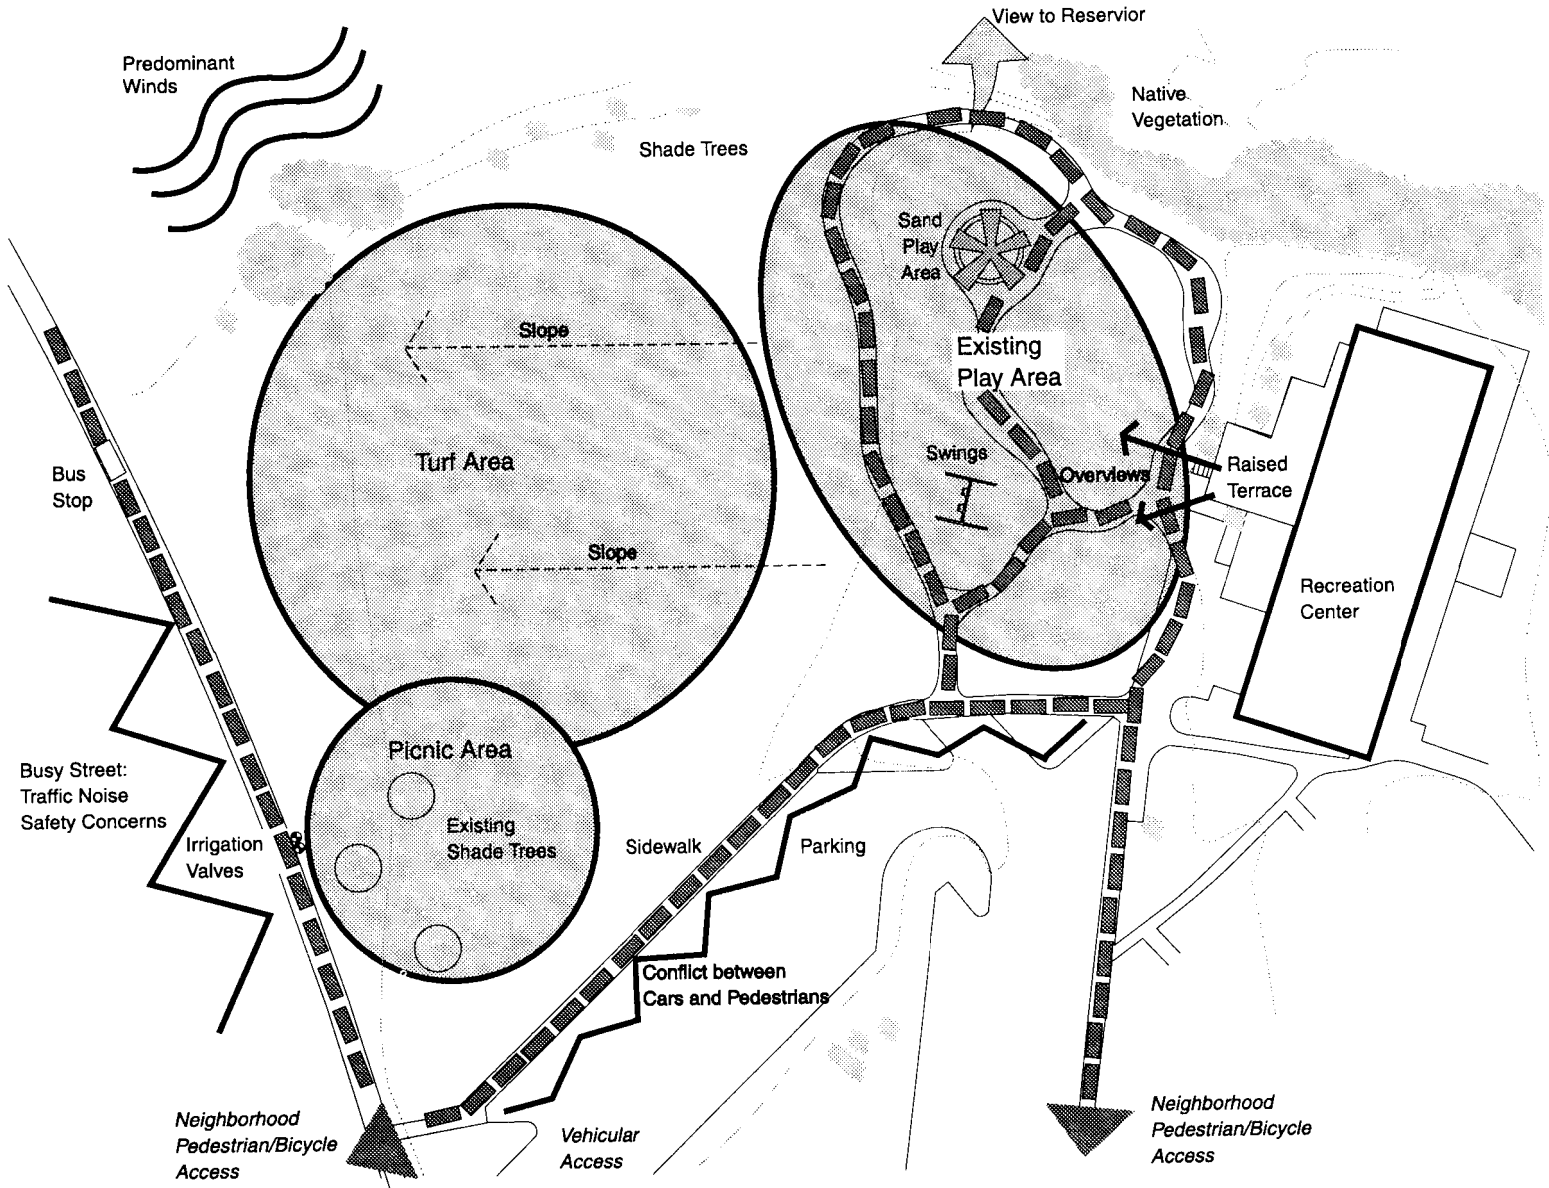 View to Reservior
Predominant
Winds
Native
Vegetation
Shade Trees
Sand
Play
Area
Slope
Existing
Play Area
Turf Area
Bus
Stop
Swings
Overviews
Raised
Terrace
Slope
Recreation
Center
Picnic Area
Busy Street:
Traffic Noise
Safety Concerns
Existing
Shade Trees
Irrigation
Valves
Sidewalk
Parking
Conflict between
Cars and Pedestrians
Neighborhood
Pedestrian/Bicycle
Access
Vehicular
Access
Neighborhood
Pedestrian/Bicycle
Access